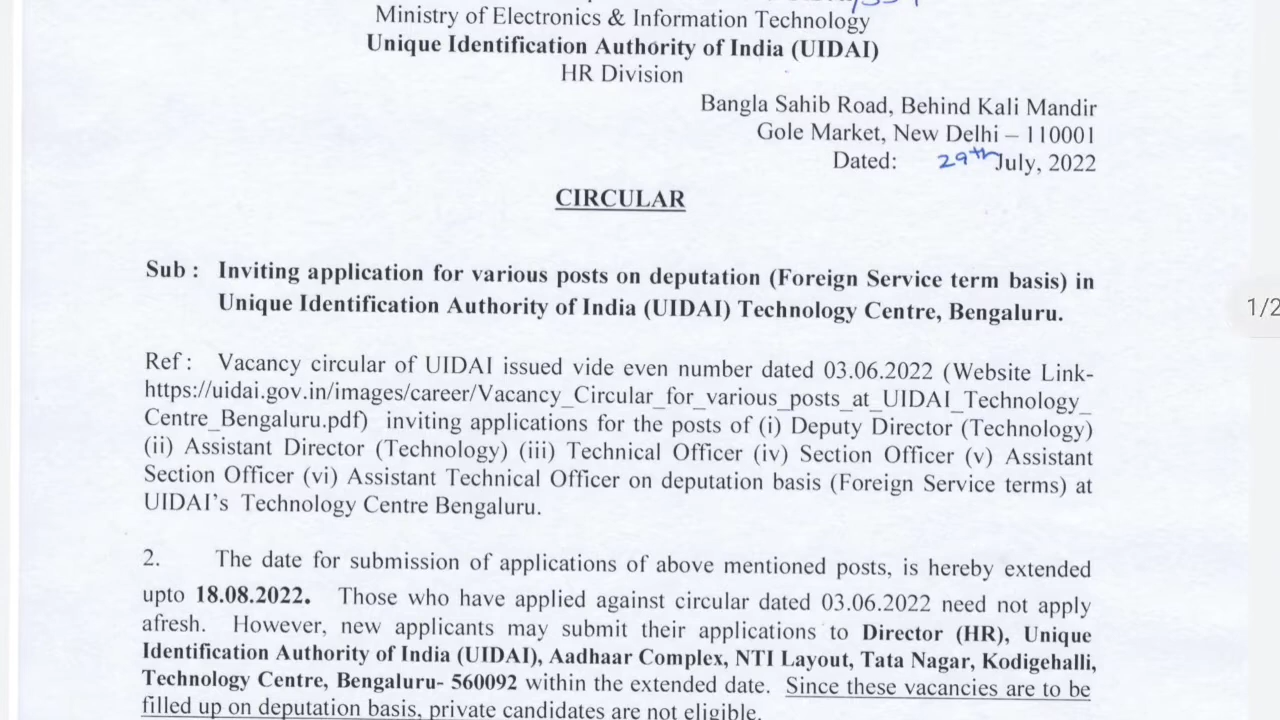 Ministry of Electronics & Information Technology
Unique Identification Authority of India (UIDAI)
HR Division
Bangla Sahib Road, Behind Kali Mandir
Gole Market, New Delhi – 110001
Dated: 29th July, 2022
CIRCULAR
Sub : Inviting application for various posts on deputation (Foreign Service term basis) in
Unique Identification Authority of India (UIDAI) Technology Centre, Bengaluru.
1/2
Ref : Vacancy circular of UIDAI issued vide even number dated 03.06.2022 (Website Link-
https://uidai.gov.in/images/career/Vacancy_Circular_for_various_posts_at_UIDAI_Technology_
Centre_Bengaluru.pdf) inviting applications for the posts of (i) Deputy Director (Technology)
(ii) Assistant Director (Technology) (iii) Technical Officer (iv) Section Officer (v) Assistant
Section Officer (vi) Assistant Technical Officer on deputation basis (Foreign Service terms) at
UIDAI's Technology Centre Bengaluru.
2. The date for submission of applications of above mentioned posts, is hereby extended
upto 18.08.2022. Those who have applied against circular dated 03.06.2022 need not apply
afresh. However, new applicants may submit their applications to Director (HR), Unique
Identification Authority of India (UIDAI), Aadhaar Complex, NTI Layout, Tata Nagar, Kodigehalli,
Technology Centre, Bengaluru- 560092 within the extended date. Since these vacancies are to be
filled up on deputation basis, private candidates are not eligible.